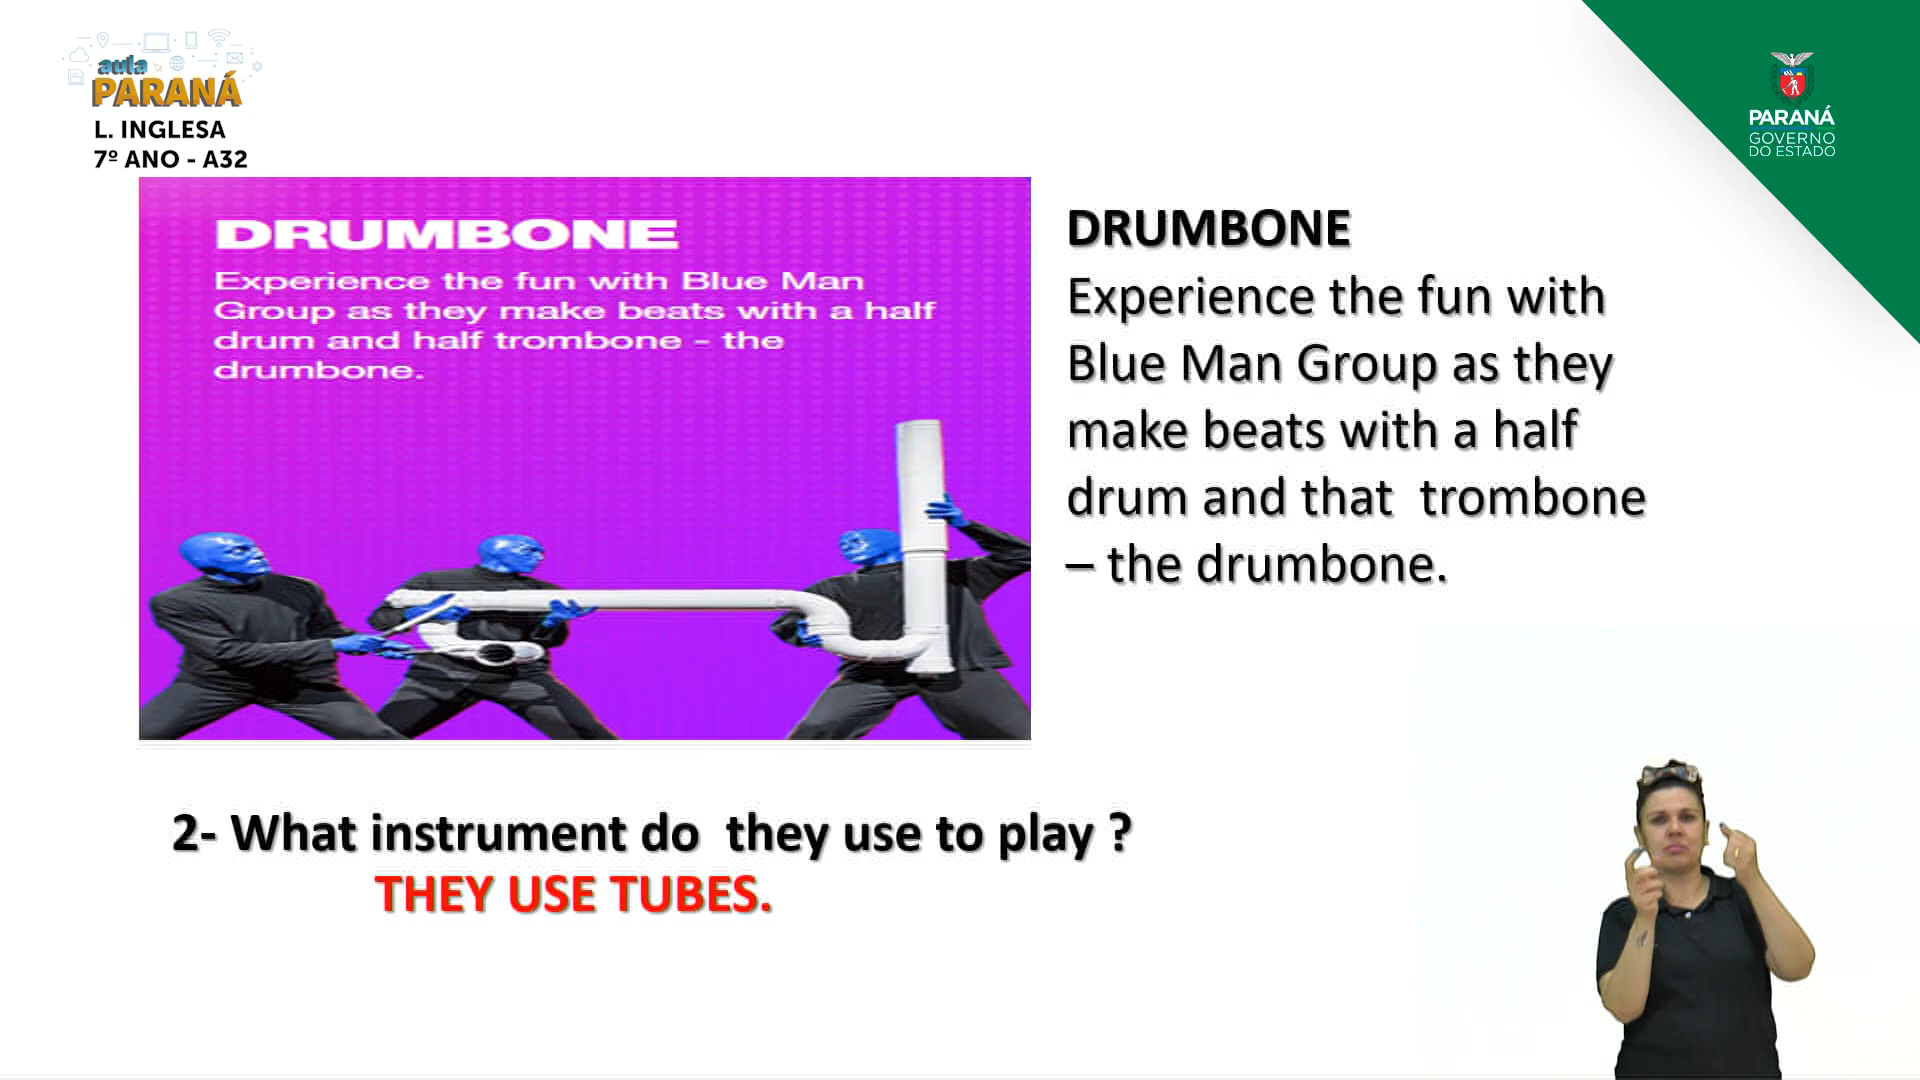 aula
PARANÁ
L. INGLESA
7º ANO - A32
PARANÁ
GOVERNO
DO ESTADO
DRUMBONE
Experience the fun with Blue Man
Group as they make beats with a half
drum and half trombone - the
drumbone.
DRUMBONE
Experience the fun with
Blue Man Group as they
make beats with a half
drum and that  trombone
– the drumbone.
2- What instrument do  they use to play ?
THEY USE TUBES.